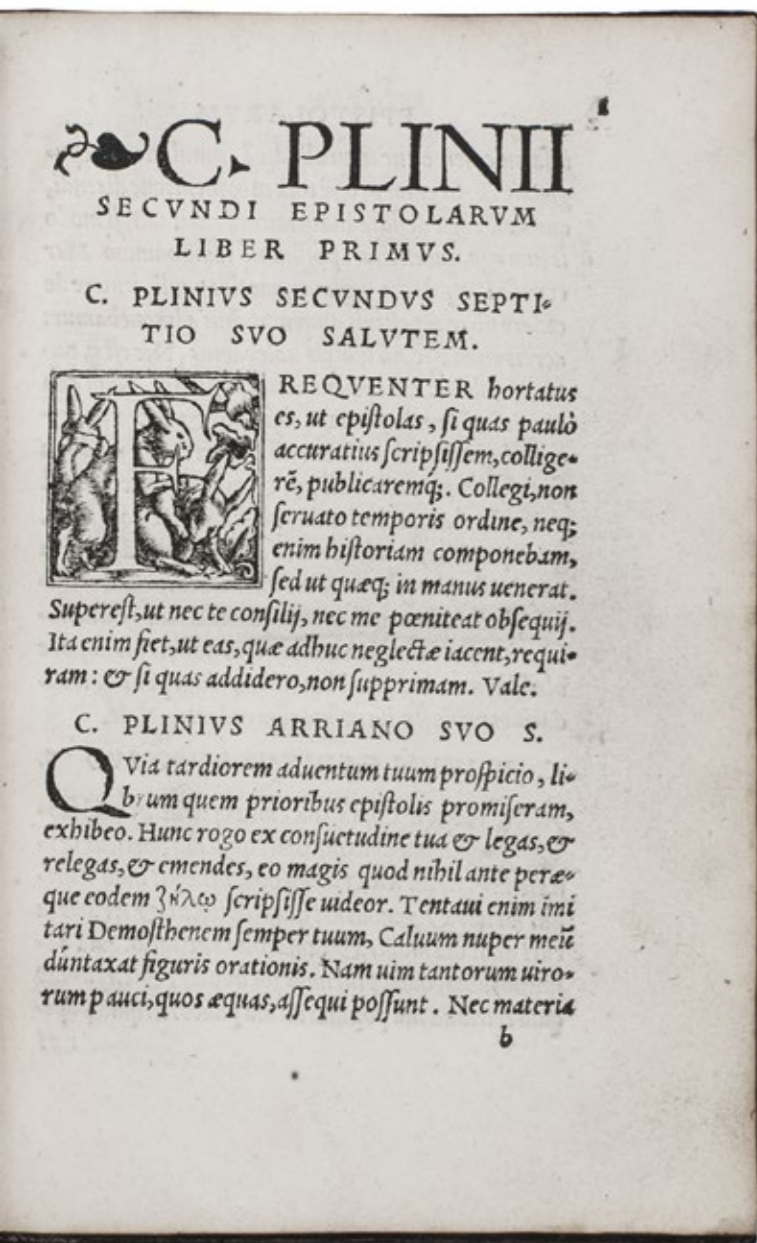 1
❧C. PLINII
SECVNDI EPISTOLARVM
LIBER PRIMVS.
C. PLINIVS SECVNDVS SEPTI-
TIO SVO SALVTEM.
FREQVENTER hortatus
es, ut epiſtolas, ſi quas paulò
accuratius ſcripſiſſem, collige-
rẽ, publicaremq;. Collegi, non
ſeruato temporis ordine, neq;
enim hiſtoriam componebam,
ſed ut quæq; in manus uenerat.
Supereſt, ut nec te conſilij, nec me pœniteat obſequij.
Ita enim fiet, ut eas, quæ adhuc neglectæ iacent, requi-
ram: & ſi quas addidero, non ſupprimam. Vale.
C. PLINIVS ARRIANO SVO S.
QVia tardiorem aduentum tuum proſpicio, li-
brum quem prioribus epiſtolis promiſeram,
exhibeo. Hunc rogo ex conſuetudine tua & legas, &
relegas, & emendes, eo magis quod nihil ante peræ-
que eodem ζήλῳ ſcripſiſſe uideor. Tentaui enim imi
tari Demoſthenem ſemper tuum, Caluum nuper meũ
dúntaxat figuris orationis. Nam uim tantorum uiro-
rum pauci, quos æquas, aſſequi poſſunt. Nec materia
b